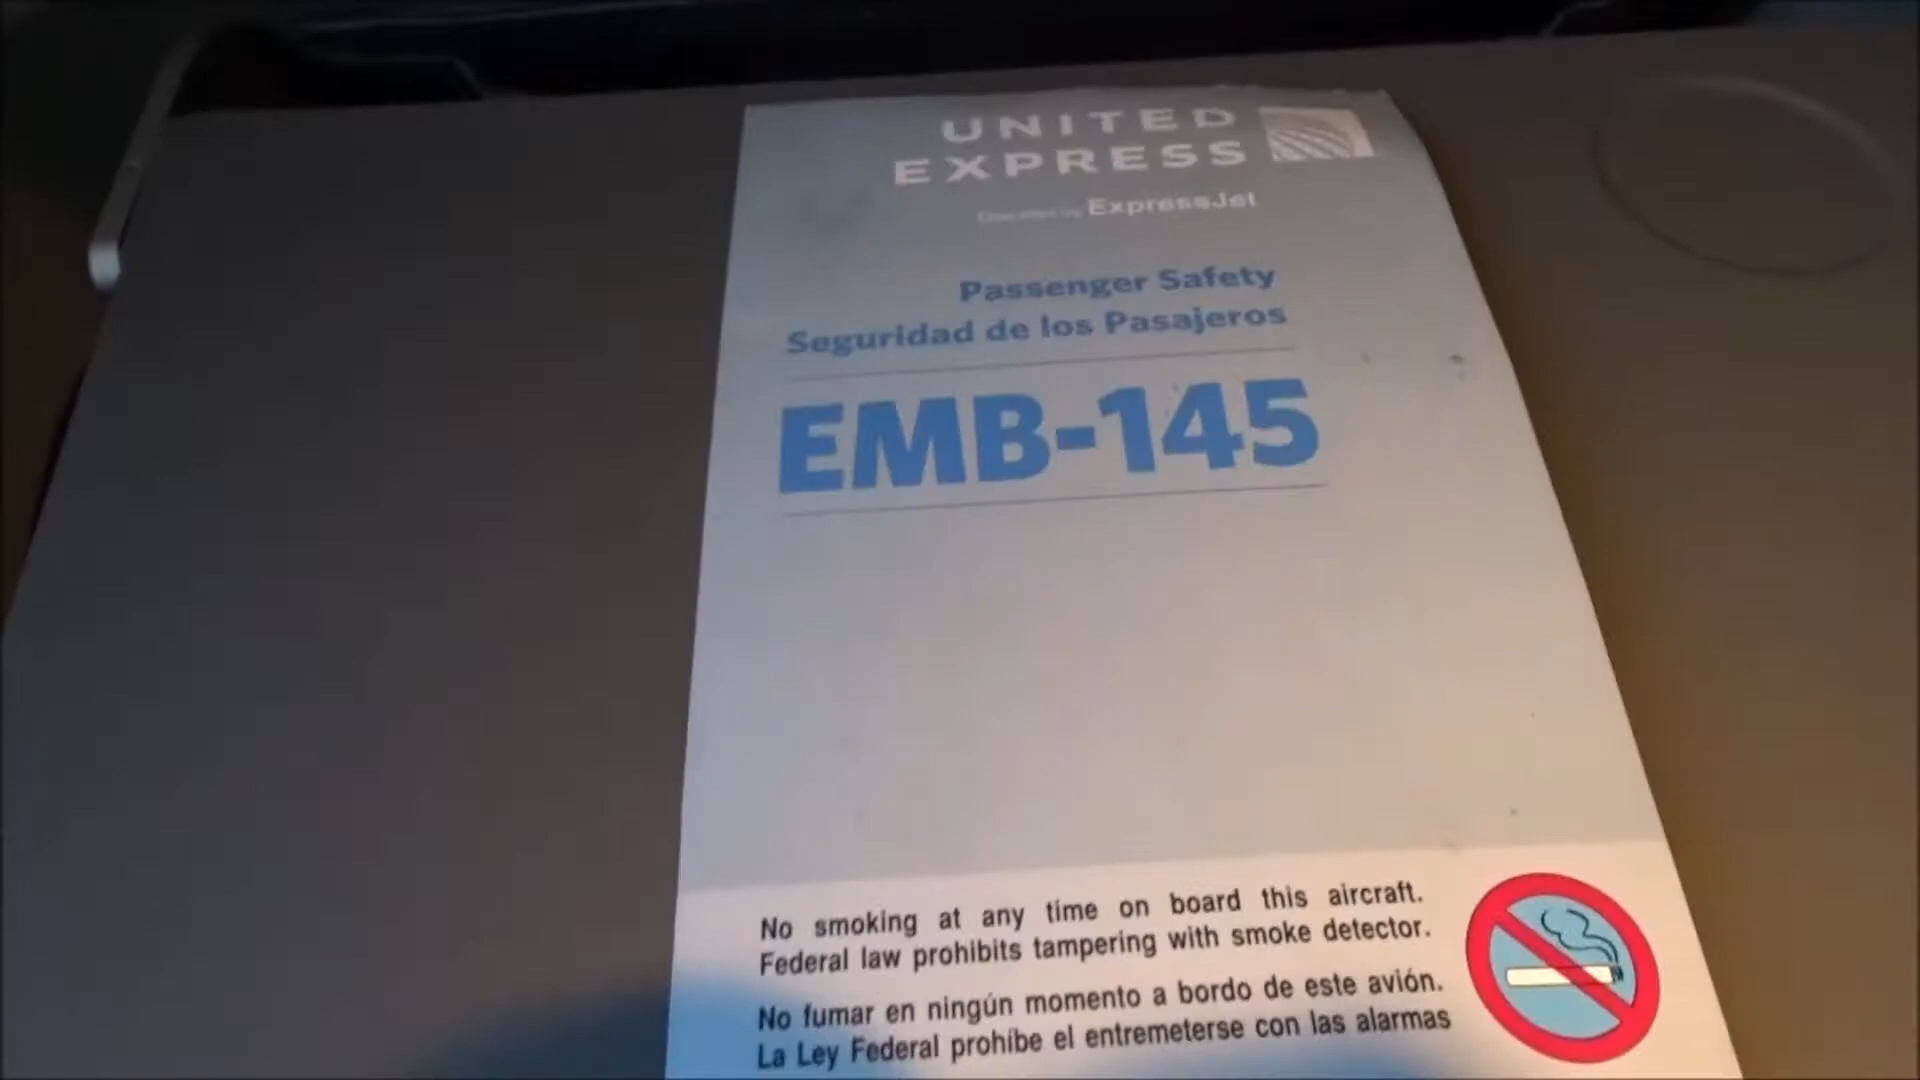 UNITED
EXPRESS
Operated by ExpressJet
Passenger Safety
Seguridad de los Pasajeros
EMB-145
No smoking at any time on board this aircraft.
Federal law prohibits tampering with smoke detector.
No fumar en ningún momento a bordo de este avión.
La Ley Federal prohíbe el entremeterse con las alarmas